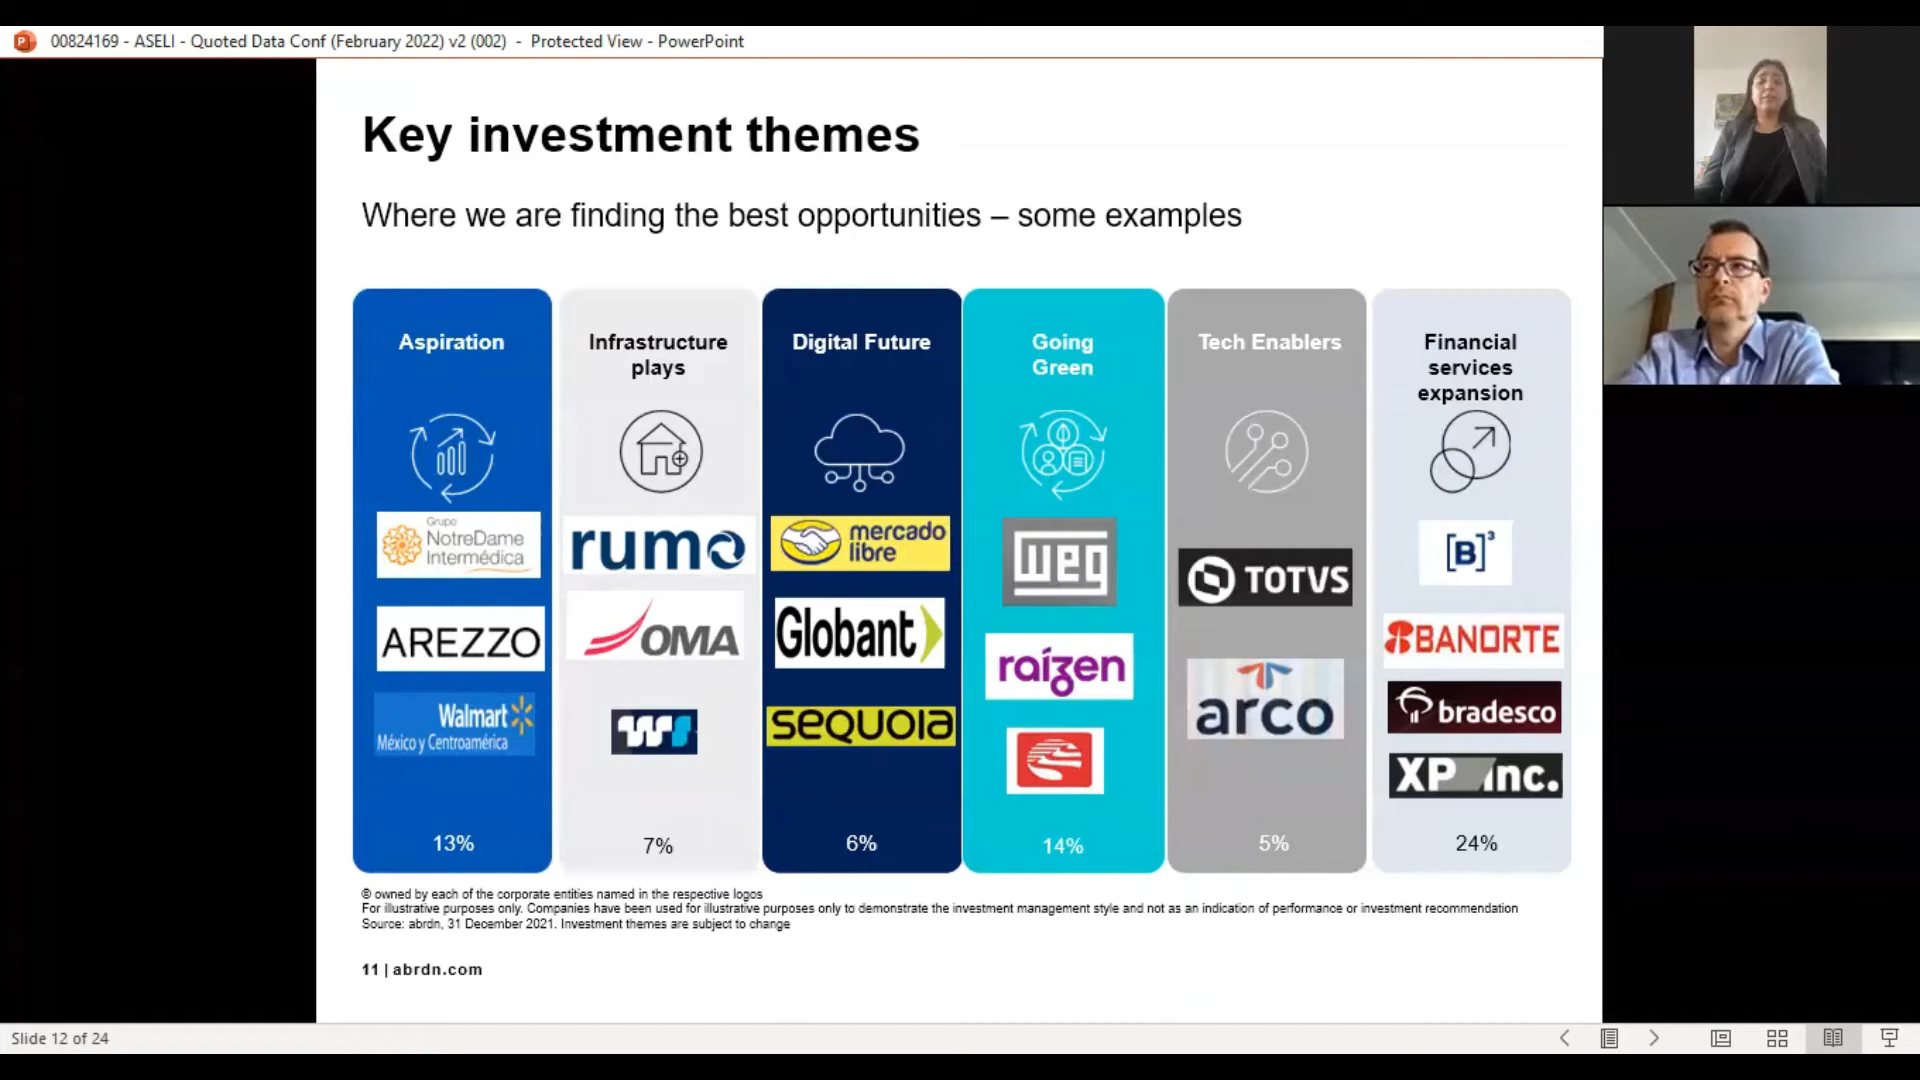 00824169 - ASELI - Quoted Data Conf (February 2022) v2 (002) - Protected View - PowerPoint
Key investment themes
Where we are finding the best opportunities – some examples
Aspiration
Grupo
NotreDame
Intermédica
AREZZO
Walmart
México y Centroamérica
13%
Infrastructure
plays
rumo
OMA
7%
Digital Future
mercado
libre
Globant
sequoia
6%
Going
Green
weg
raízen
14%
Tech Enablers
TOTVS
arco
5%
Financial
services
expansion
[B]³
BANORTE
bradesco
XP inc.
24%
© owned by each of the corporate entities named in the respective logos
For illustrative purposes only. Companies have been used for illustrative purposes only to demonstrate the investment management style and not as an indication of performance or investment recommendation
Source: abrdn, 31 December 2021. Investment themes are subject to change
11 | abrdn.com
Slide 12 of 24